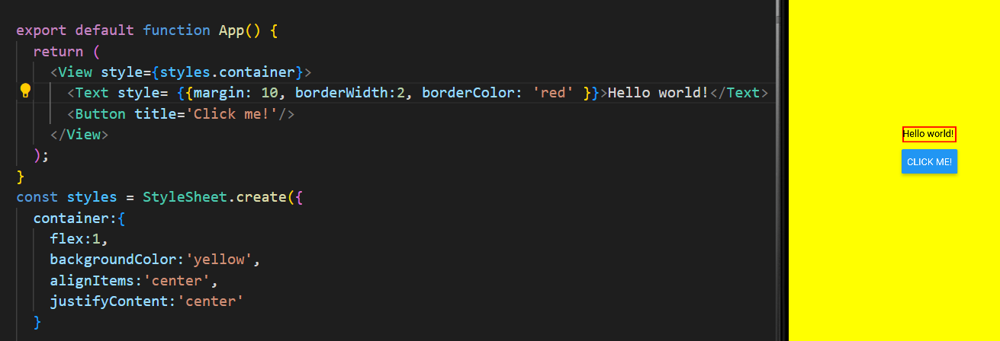 export default function App() {
return (
<View style={styles.container}>
<Text style= {{margin: 10, borderWidth:2, borderColor: 'red' }}>Hello world!</Text>
<Button title='Click me!'/>
</View>
);
}
const styles = StyleSheet.create({
container:{
flex:1,
backgroundColor:'yellow',
alignItems:'center',
justifyContent:'center'
}
Hello world!
CLICK ME!